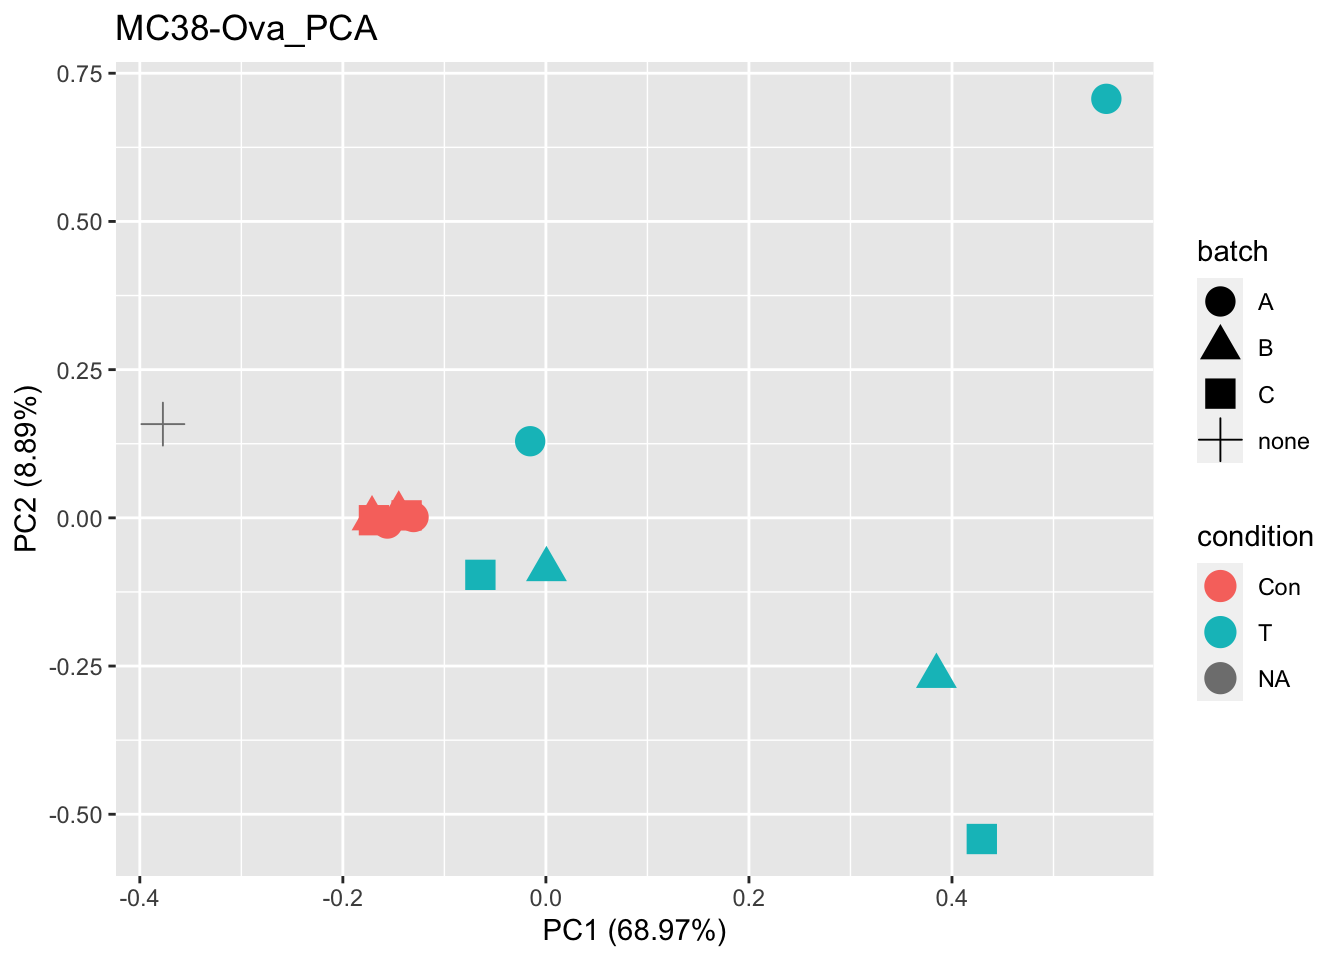 MC38-Ova_PCA
0.75
0.50
0.25
0.00
-0.25
-0.50
PC2 (8.89%)
-0.4
-0.2
0.0
0.2
0.4
PC1 (68.97%)
batch
A
B
C
none
condition
Con
T
NA